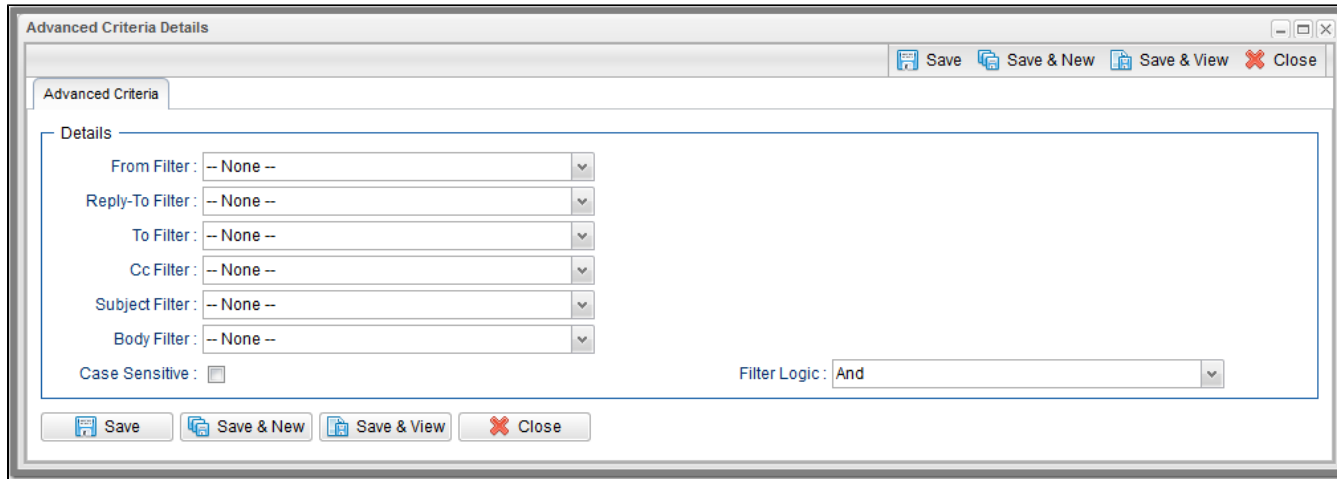 Advanced Criteria Details
Save Save & New Save & View Close
Advanced Criteria
Details
From Filter : -- None --
Reply-To Filter : -- None --
To Filter : -- None --
Cc Filter : -- None --
Subject Filter : -- None --
Body Filter : -- None --
Case Sensitive : Filter Logic : And
Save Save & New Save & View Close